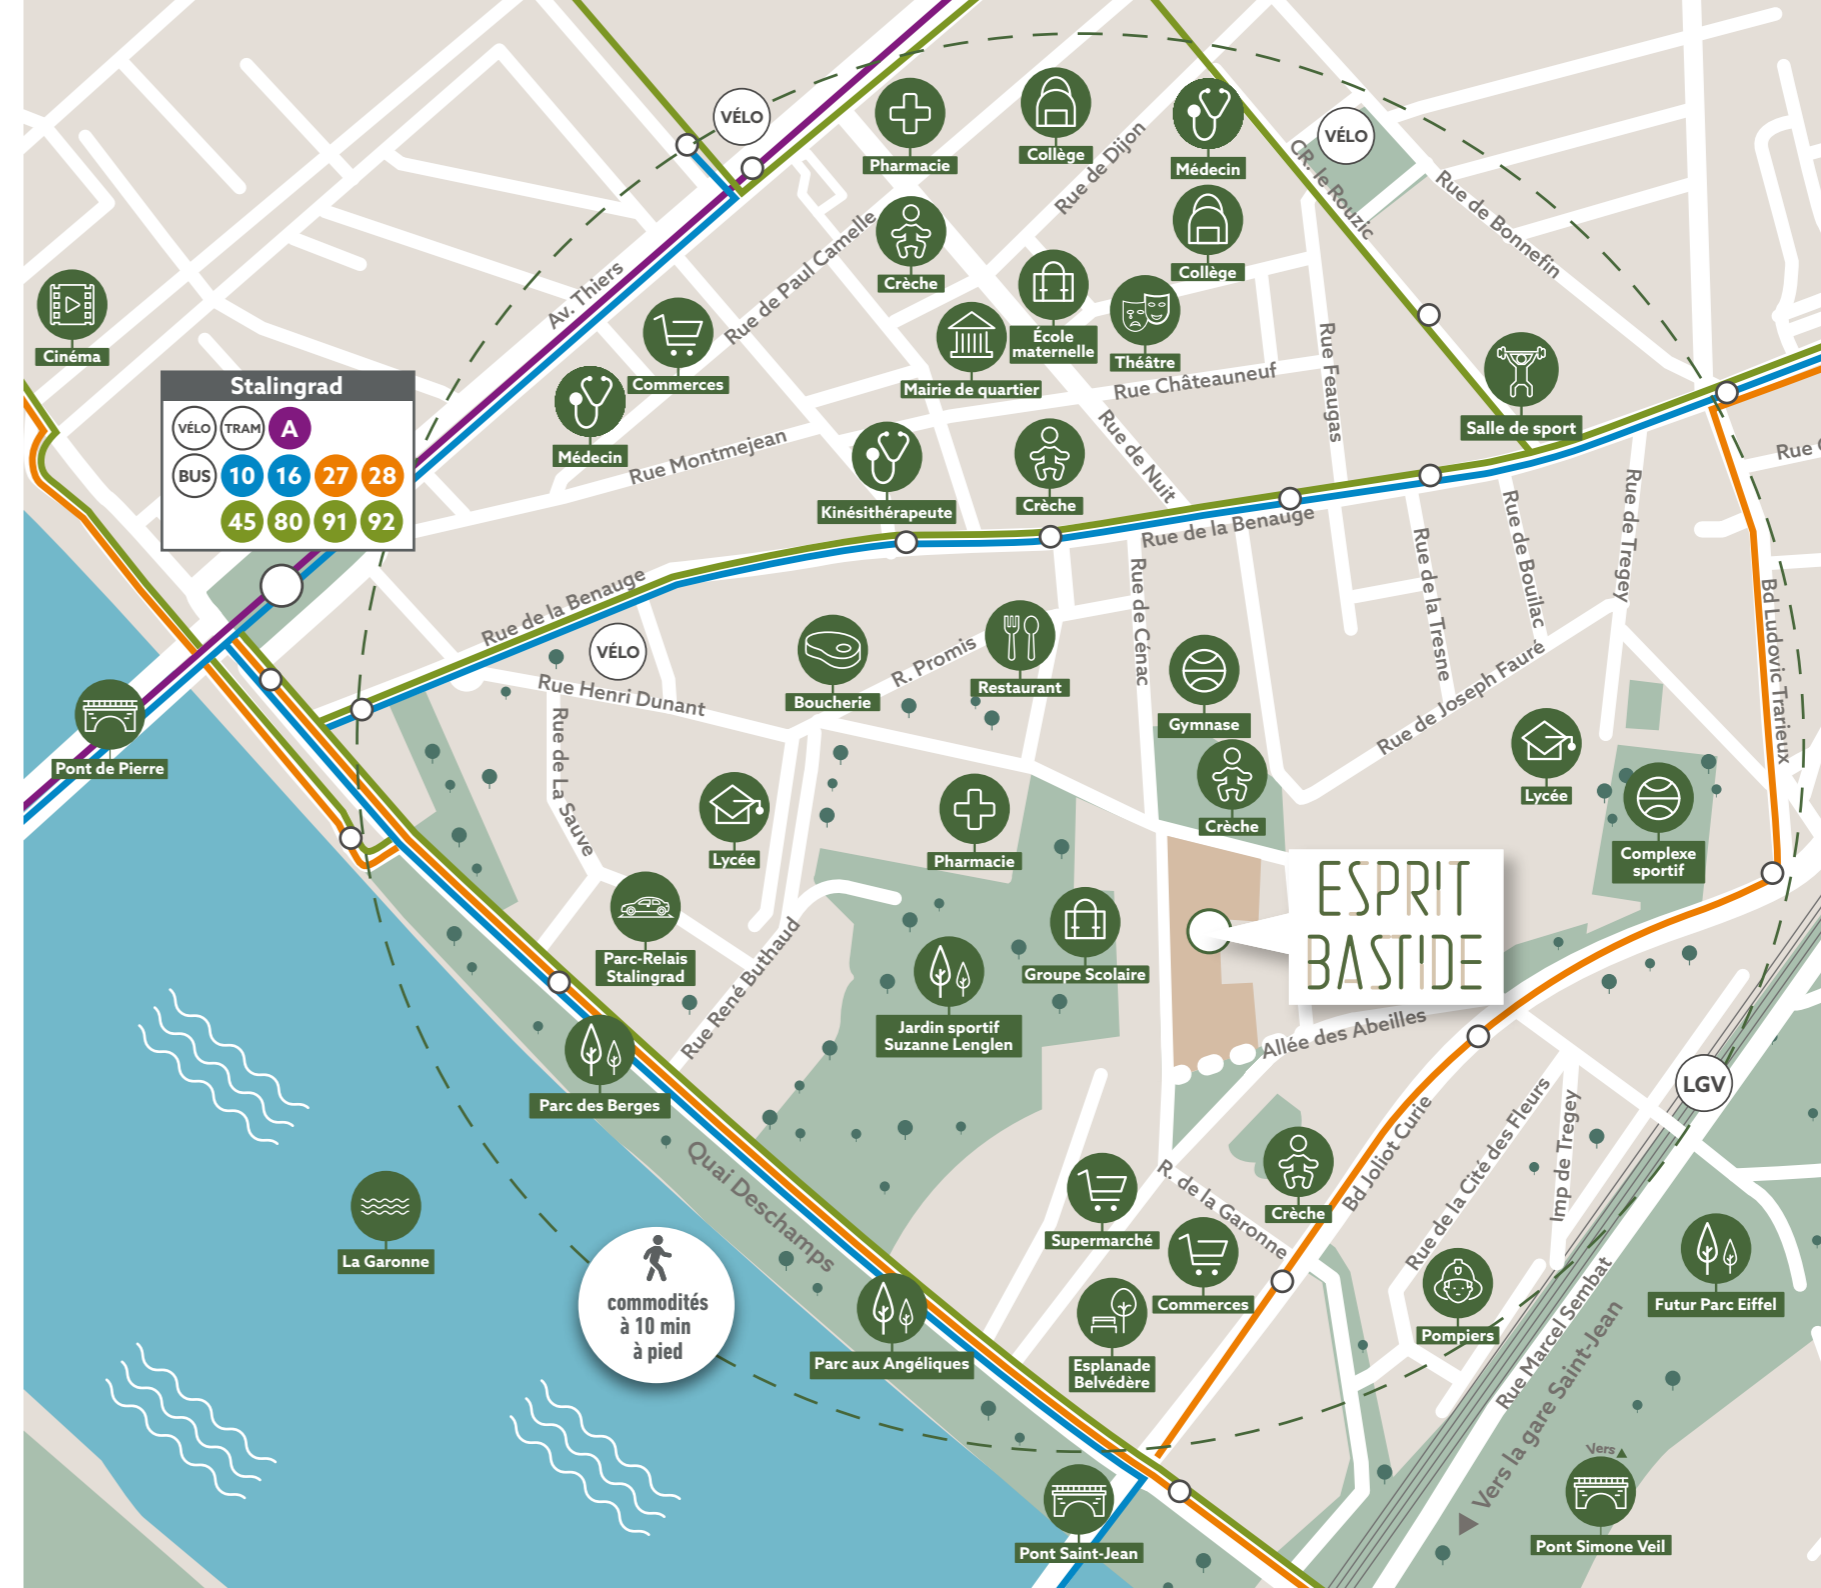 VÉLO
Pharmacie
Collège
Médecin
VÉLO
Rue de Dijon
CR. le Rouzic
Rue de Bonnefin
Collège
Crèche
Rue de Paul Camelle
Av. Thiers
Cinéma
Commerces
Mairie de quartier
École
maternelle
Théâtre
Rue Châteauneuf
Rue Feaugas
Salle de sport
Stalingrad
VÉLO
TRAM
A
BUS
10
16
27
28
45
80
91
92
Médecin
Rue Montmejean
Kinésithérapeute
Crèche
Rue de Nuit
Rue de la Benauge
Rue de la Benauge
Rue de Cénac
Rue de la Tresne
Rue de Bouilac
Rue de Tregey
Bd Ludovic Trarieux
VÉLO
Rue Henri Dunant
Rue de La Sauve
Boucherie
R. Promis
Restaurant
Gymnase
Crèche
Rue de Joseph Fauré
Lycée
Complexe
sportif
Pont de Pierre
Lycée
Pharmacie
Parc-Relais
Stalingrad
Rue René Buthaud
Groupe Scolaire
Jardin sportif
Suzanne Lenglen
ESPRIT
BASTIDE
Allée des Abeilles
LGV
Parc des Berges
Quai Deschamps
La Garonne
commodités
à 10 min
à pied
Parc aux Angéliques
Supermarché
R. de la Garonne
Crèche
Commerces
Bd Joliot Curie
Rue de la Cité des Fleurs
Imp de Tregey
Esplanade
Belvédère
Pompiers
Futur Parc Eiffel
Rue Marcel Sembat
Vers la gare Saint-Jean
Pont Saint-Jean
Vers
Pont Simone Veil